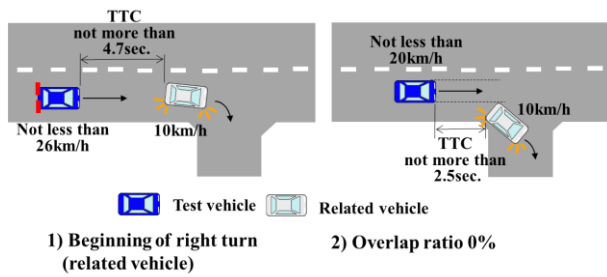 TTC
not more than
4.7sec.
Not less than
26km/h
10km/h
Not less than
20km/h
10km/h
TTC
not more than
2.5sec.
Test vehicle
Related vehicle
1) Beginning of right turn
(related vehicle)
2) Overlap ratio 0%